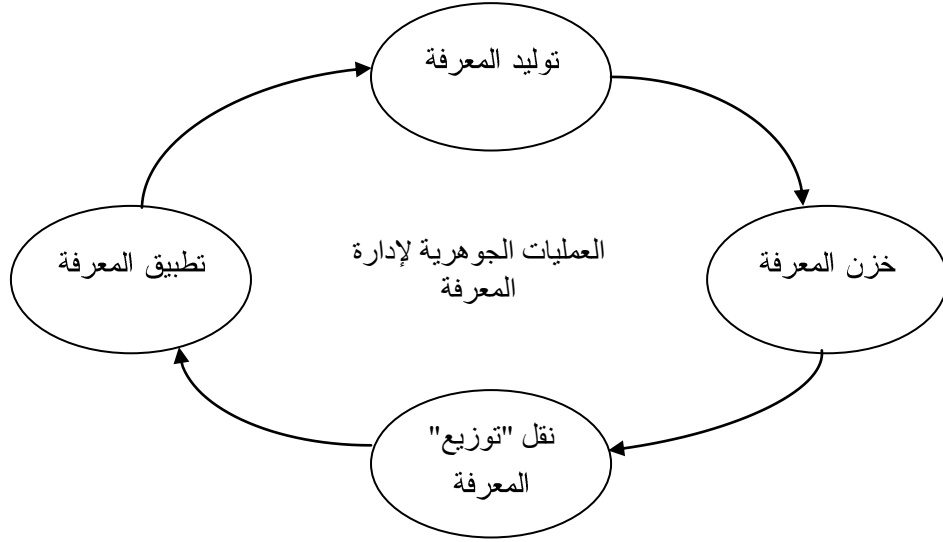 توليد المعرفة
خزن المعرفة
العمليات الجوهرية لإدارة
المعرفة
تطبيق المعرفة
نقل "توزيع"
المعرفة